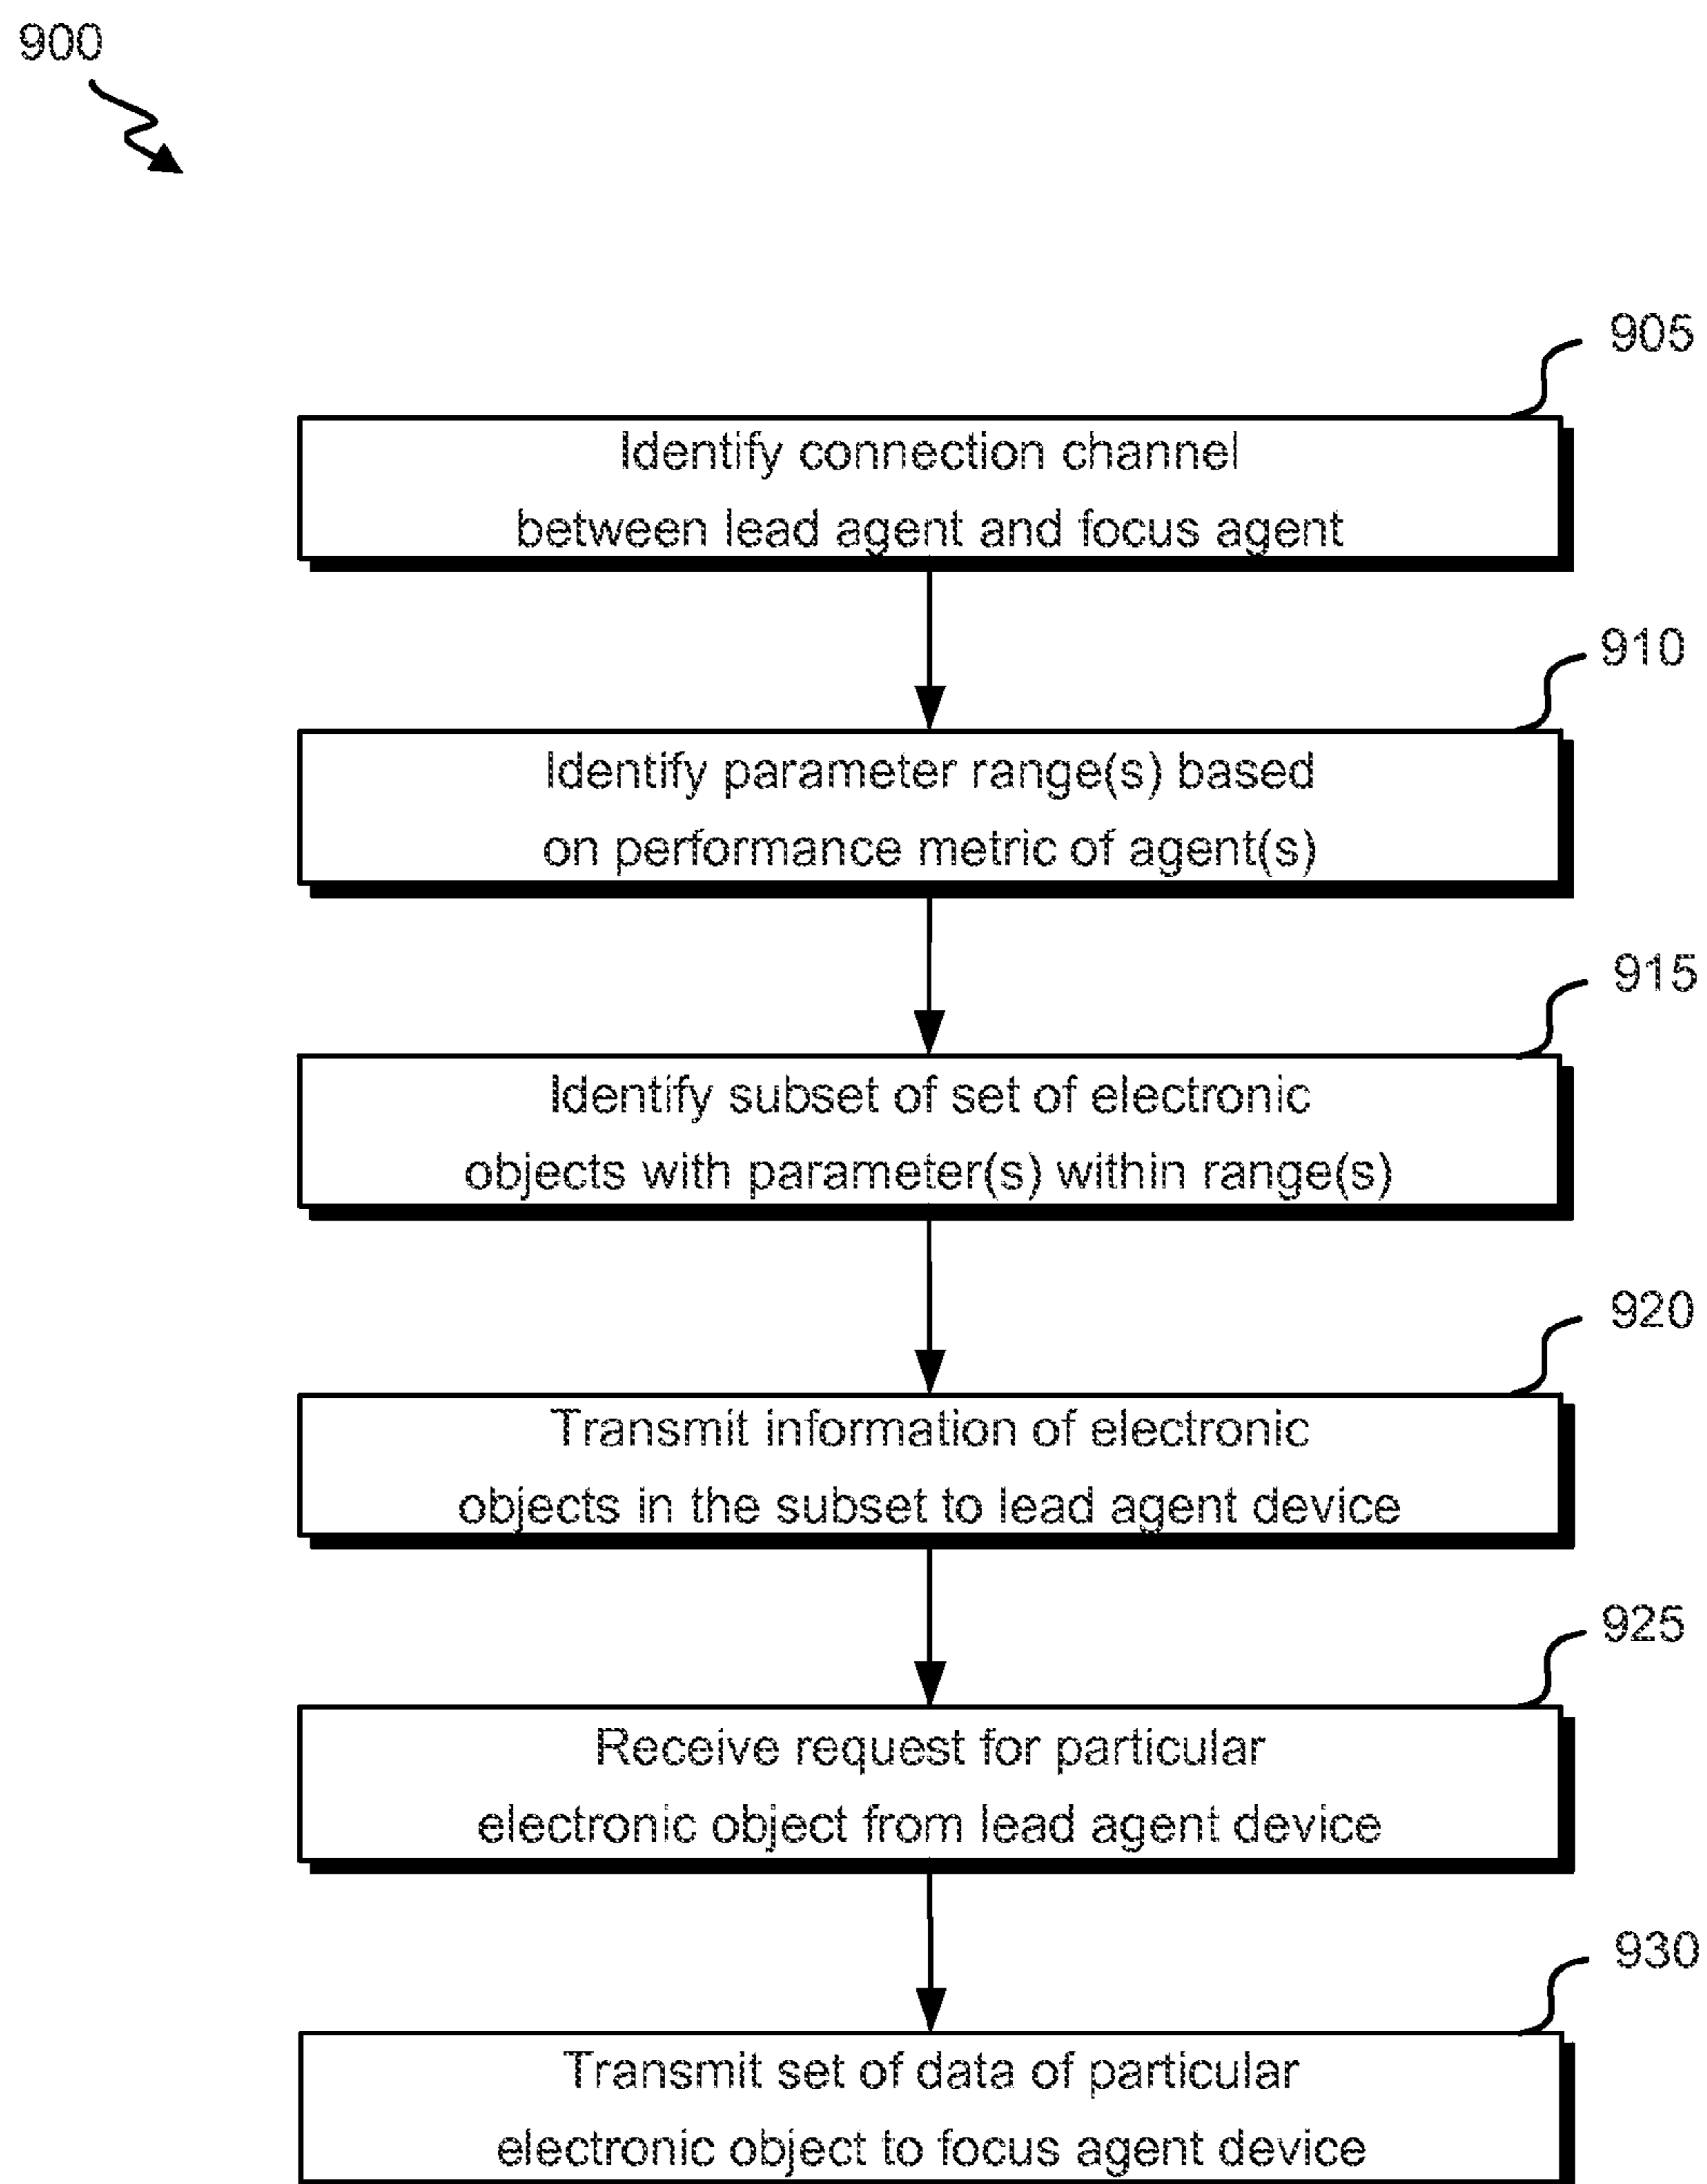 900
905
Identify connection channel
between lead agent and focus agent
910
Identify parameter range(s) based
on performance metric of agent(s)
915
Identify subset of set of electronic
objects with parameter(s) within range(s)
920
Transmit information of electronic
objects in the subset to lead agent device
925
Receive request for particular
electronic object from lead agent device
930
Transmit set of data of particular
electronic object to focus agent device